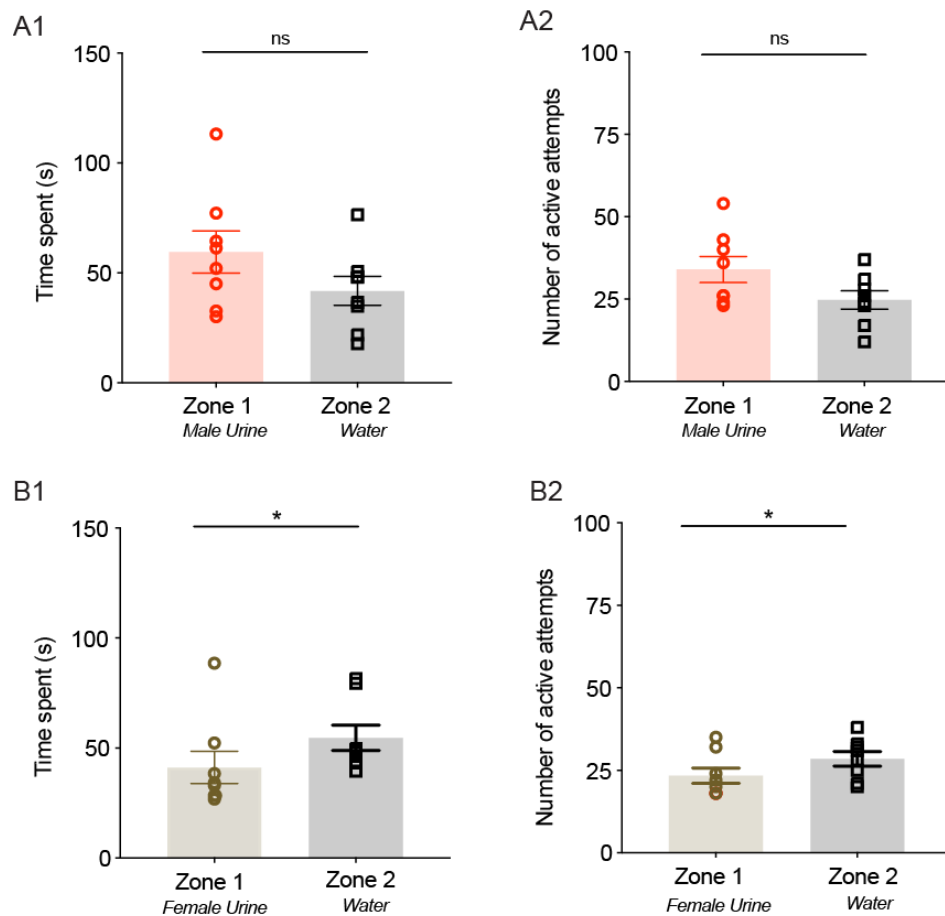 A1
ns
150
100
50
0
Time spent (s)
Zone 1
Male Urine
Zone 2
Water
A2
ns
100
75
50
25
0
Number of active attempts
Zone 1
Male Urine
Zone 2
Water
B1
*
150
100
50
0
Time spent (s)
Zone 1
Female Urine
Zone 2
Water
B2
*
100
75
50
25
0
Number of active attempts
Zone 1
Female Urine
Zone 2
Water